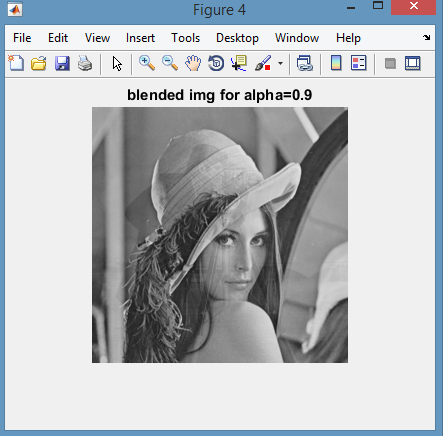 Figure 4
File Edit View Insert Tools Desktop Window Help
blended img for alpha=0.9